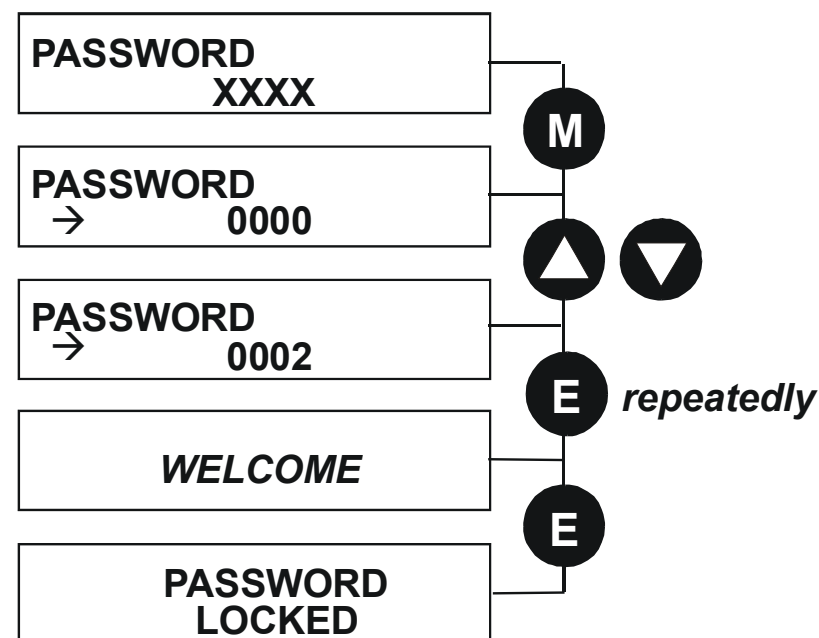 PASSWORD
XXXX
M
PASSWORD
→ 0000
PASSWORD
→ 0002
E repeatedly
WELCOME
E
PASSWORD
LOCKED